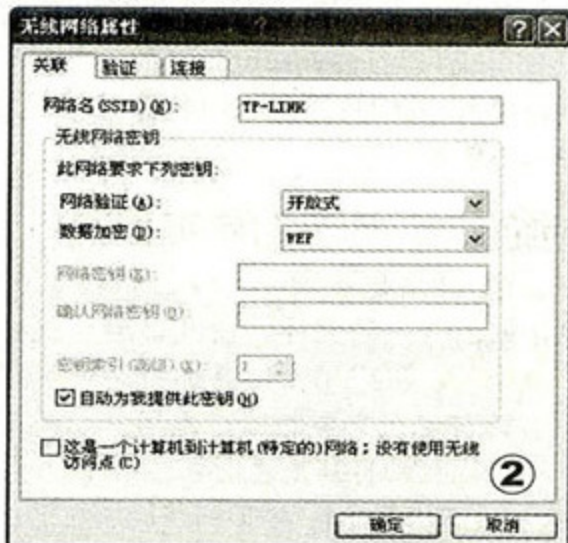 无线网络属性
关联 验证 连接
网络名(SSID)(N): TP-LINK
无线网络密钥
此网络要求下列密钥:
网络验证(A): 开放式
数据加密(D): WEP
网络密钥(K):
确认网络密钥(O):
密钥索引(高级)(X): 1
自动为我提供此密钥(H)
这是一个计算机到计算机(特定的)网络；没有使用无线
访问点(C)
②
确定 取消